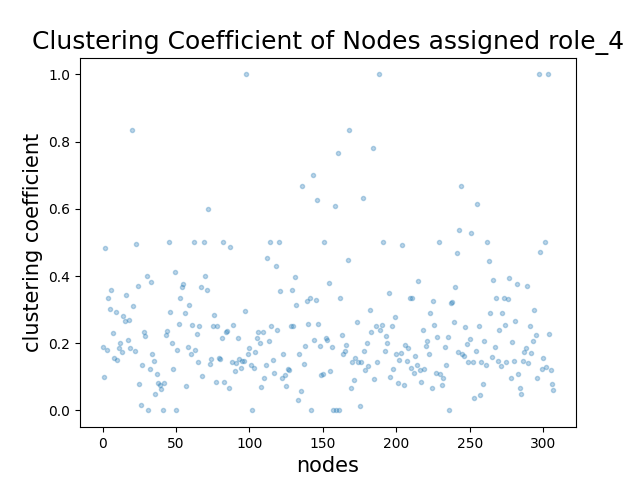 Clustering Coefficient of Nodes assigned role_4
clustering coefficient
1.0
0.8
0.6
0.4
0.2
0.0
0 50 100 150 200 250 300
nodes